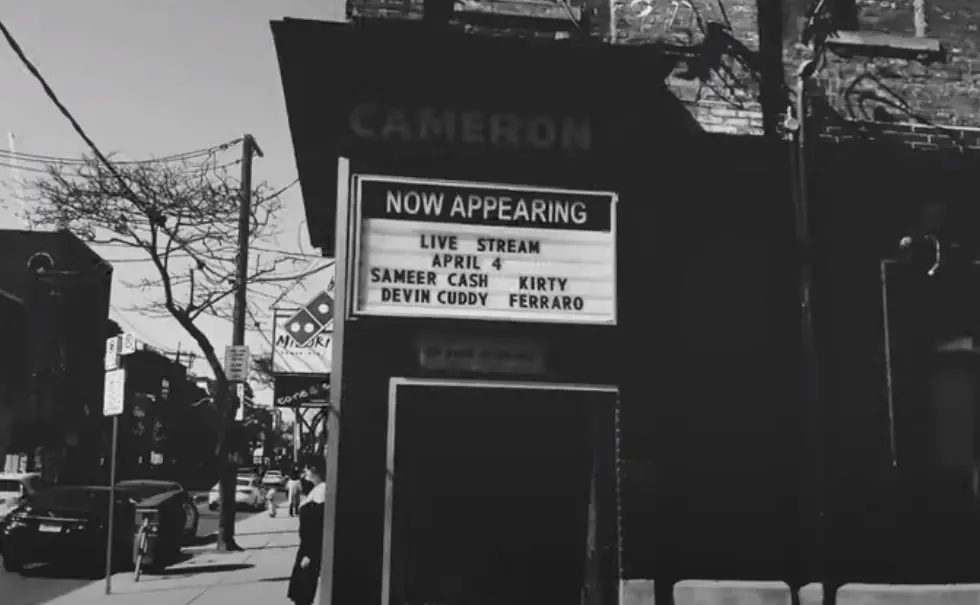 CAMERON
NOW APPEARING
LIVE STREAM
APRIL 4
SAMEER CASH KIRTY
DEVIN CUDDY FERRARO